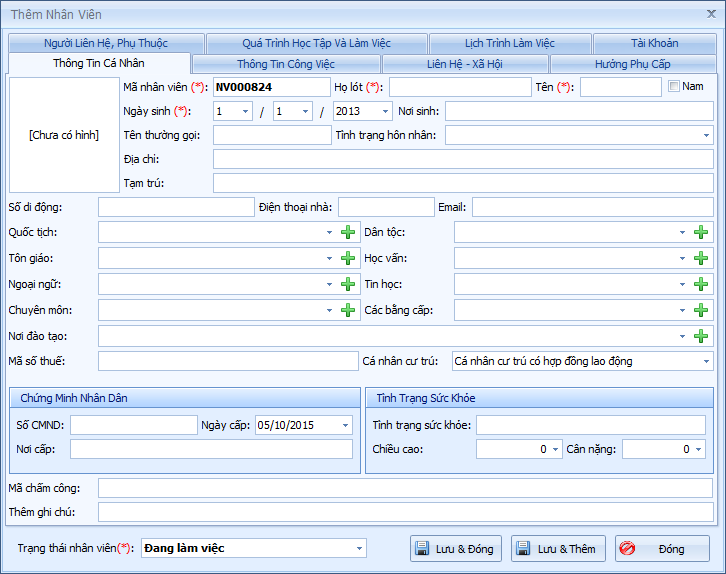 Thêm Nhân Viên
Người Liên Hệ, Phụ Thuộc Quá Trình Học Tập Và Làm Việc Lịch Trình Làm Việc Tài Khoản
Thông Tin Cá Nhân Thông Tin Công Việc Liên Hệ - Xã Hội Hưởng Phụ Cấp
Mã nhân viên (*): NV000824 Họ lót (*): Tên (*): Nam
Ngày sinh (*): 1 / 1 / 2013 Nơi sinh:
[Chưa có hình] Tên thường gọi: Tình trạng hôn nhân:
Địa chỉ:
Tạm trú:
Số di động: Điện thoại nhà: Email:
Quốc tịch: Dân tộc:
Tôn giáo: Học vấn:
Ngoại ngữ: Tin học:
Chuyên môn: Các bằng cấp:
Nơi đào tạo:
Mã số thuế: Cá nhân cư trú: Cá nhân cư trú có hợp đồng lao động
Chứng Minh Nhân Dân Tình Trạng Sức Khỏe
Số CMND: Ngày cấp: 05/10/2015 Tình trạng sức khỏe:
Nơi cấp: Chiều cao: 0 Cân nặng: 0
Mã chấm công:
Thêm ghi chú:
Trạng thái nhân viên(*): Đang làm việc Lưu & Đóng Lưu & Thêm Đóng